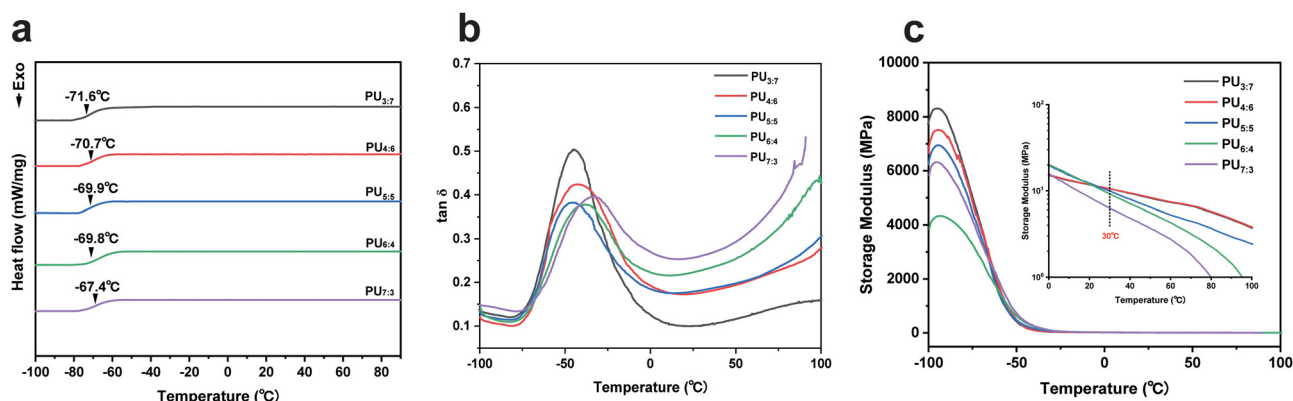 a
Exo
Heat flow (mW/mg)
-71.6℃
PU3:7
-70.7℃
PU4:6
-69.9℃
PU5:5
-69.8℃
PU6:4
-67.4℃
PU7:3
-100 -80 -60 -40 -20 0 20 40 60 80
Temperature (℃)
b
tan δ
0.7
0.6
0.5
0.4
0.3
0.2
0.1
PU3:7
PU4:6
PU5:5
PU6:4
PU7:3
-100 -50 0 50 100
Temperature (℃)
c
Storage Modulus (MPa)
10000
8000
6000
4000
2000
0
PU3:7
PU4:6
PU5:5
PU6:4
PU7:3
Storage Modulus (MPa)
10²
10¹
10⁰
30℃
0 20 40 60 80 100
Temperature (℃)
-100 -50 0 50 100
Temperature (℃)